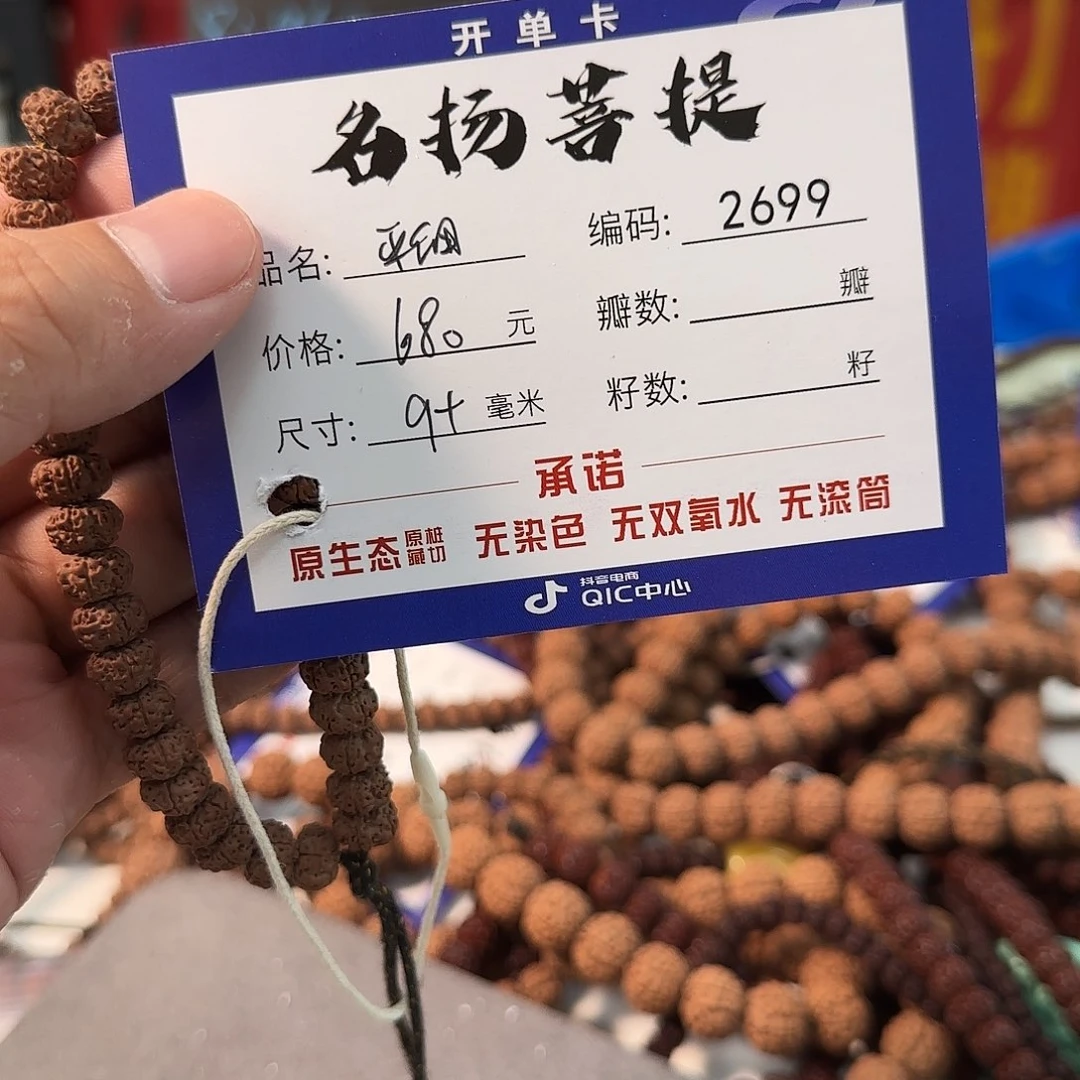 开单卡
名扬菩提
品名: 平细 编码: 2699
价格: 680 元 瓣数: 瓣
尺寸: 9+ 毫米 籽数: 籽
承诺
原生态 原桩藏切 无染色 无双氧水 无滚筒
抖音电商
QIC中心